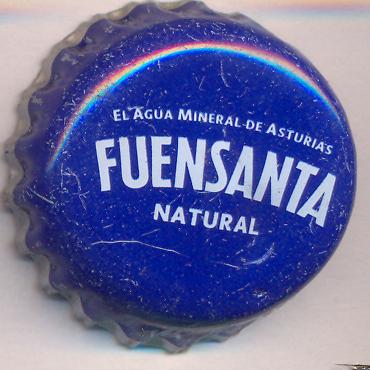 EL AGUA MINERAL DE ASTURIAS
FUENSANTA
NATURAL